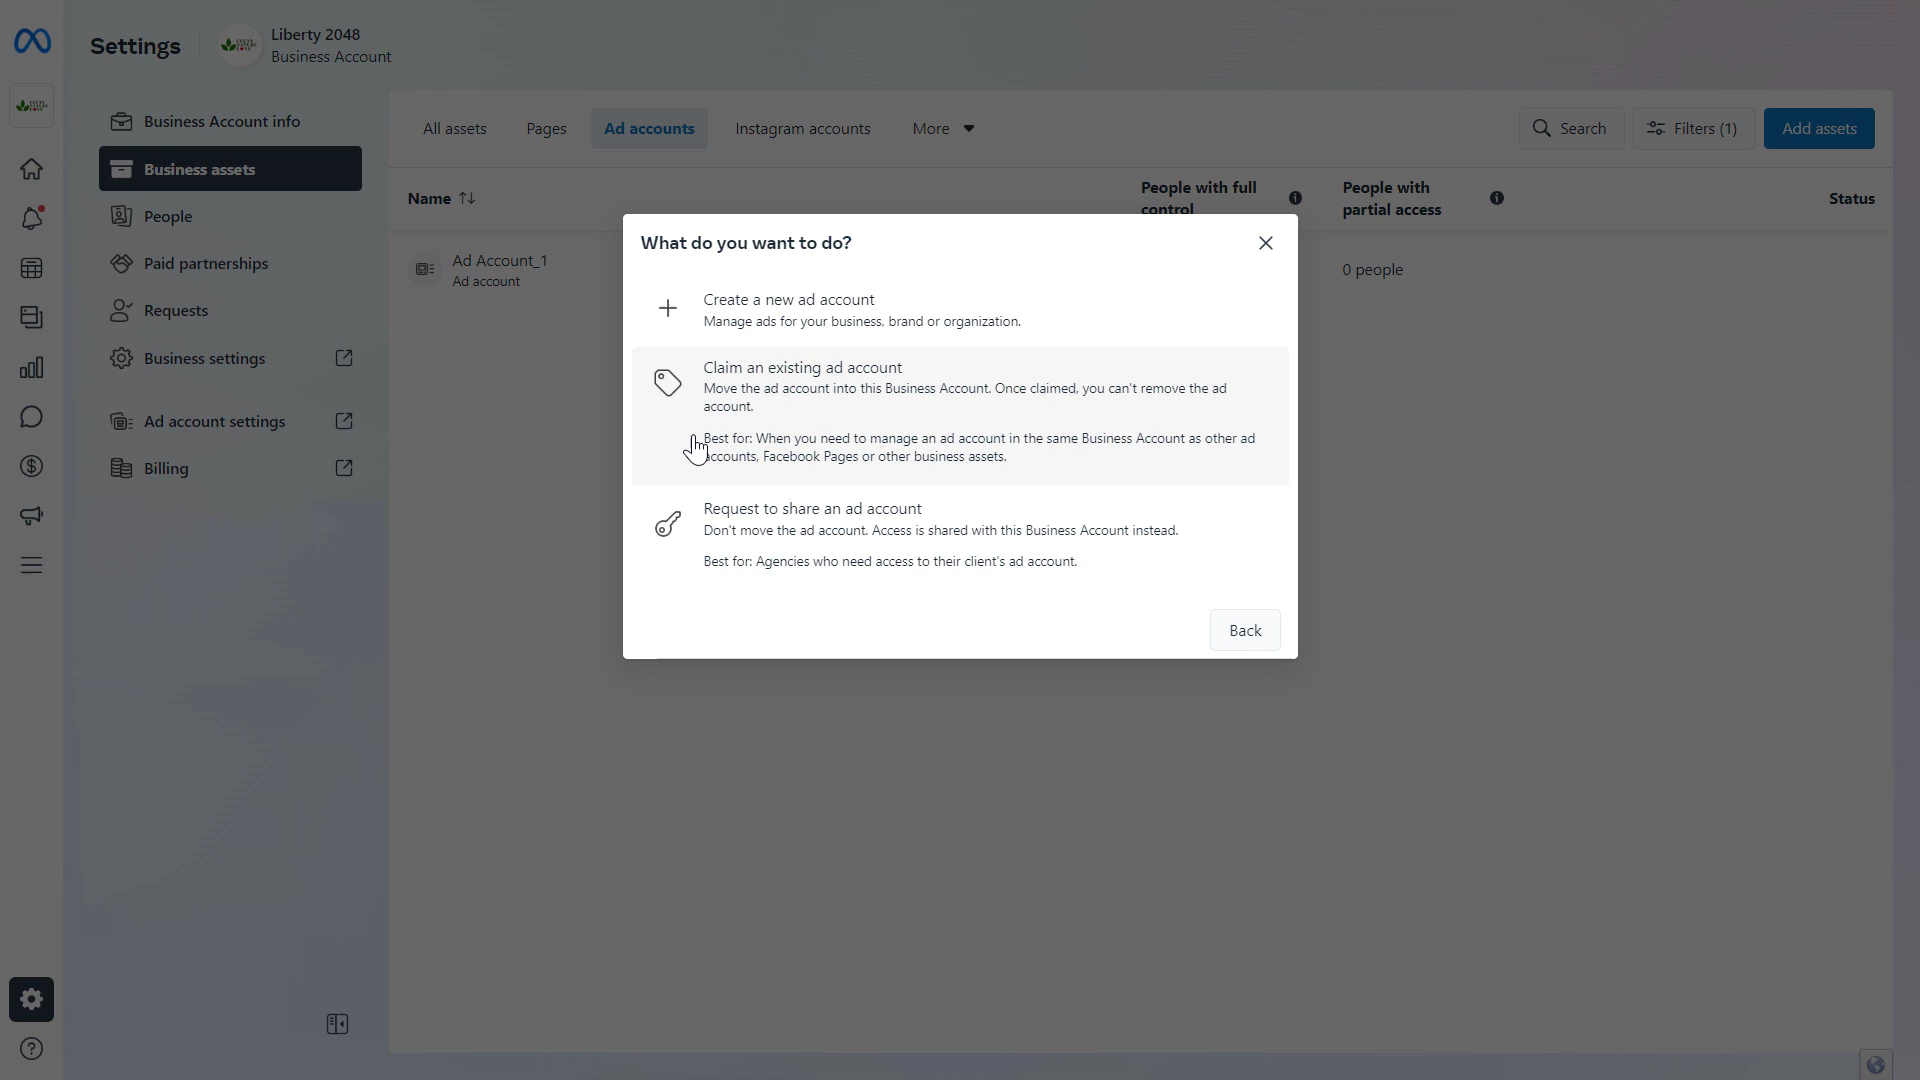 Settings
Liberty 2048
Business Account
Business Account info
Business assets
People
Paid partnerships
Requests
Business settings
Ad account settings
Billing
All assets
Pages
Ad accounts
Instagram accounts
More
Search
Filters (1)
Add assets
Name
People with full
control
People with
partial access
Status
Ad Account_1
Ad account
0 people
What do you want to do?
Create a new ad account
Manage ads for your business, brand or organization.
Claim an existing ad account
Move the ad account into this Business Account. Once claimed, you can't remove the ad
account.
Best for: When you need to manage an ad account in the same Business Account as other ad
accounts, Facebook Pages or other business assets.
Request to share an ad account
Don't move the ad account. Access is shared with this Business Account instead.
Best for: Agencies who need access to their client's ad account.
Back